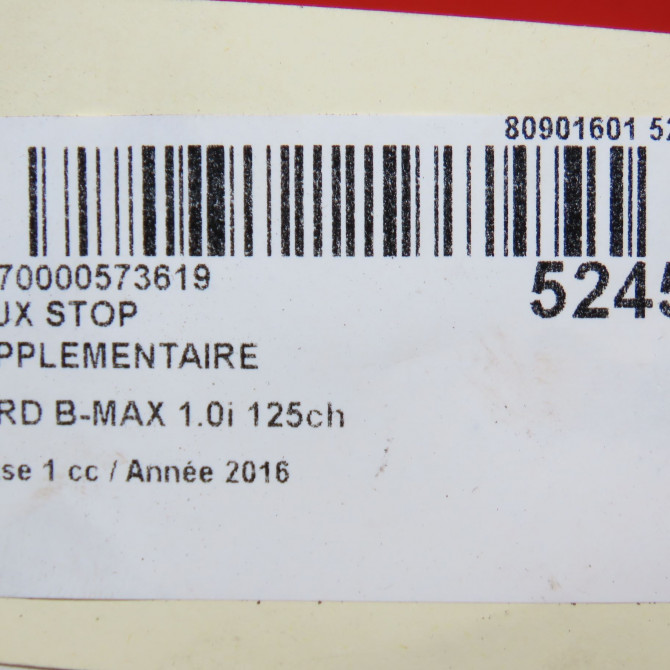 80901601 52
70000573619
5245
UX STOP
PPLEMENTAIRE
RD B-MAX 1.0i 125ch
se 1 cc / Année 2016